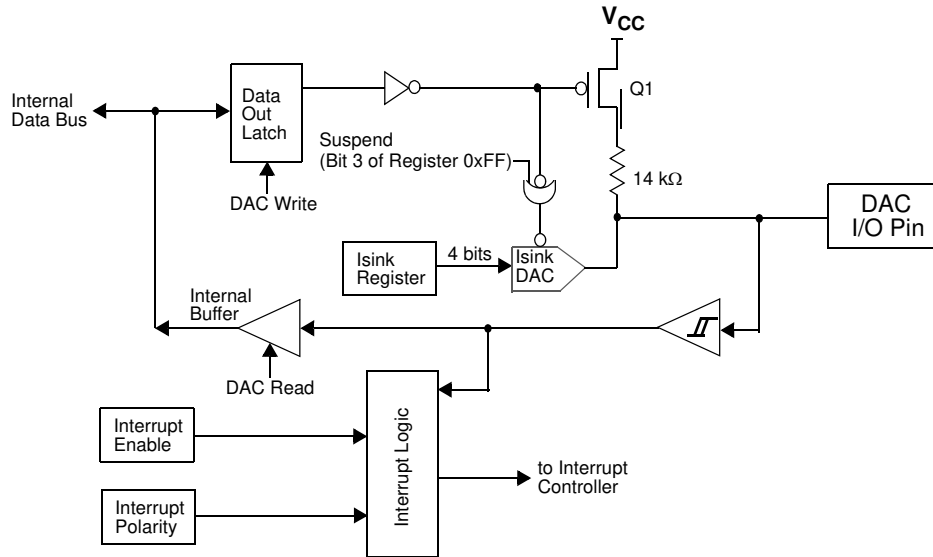 VCC
Internal
Data Bus
Data
Out
Latch
Q1
Suspend
(Bit 3 of Register 0xFF)
14 kΩ
DAC Write
DAC
I/O Pin
Isink
Register
4 bits
Isink
DAC
Internal
Buffer
DAC Read
Interrupt
Enable
Interrupt Logic
to Interrupt
Controller
Interrupt
Polarity